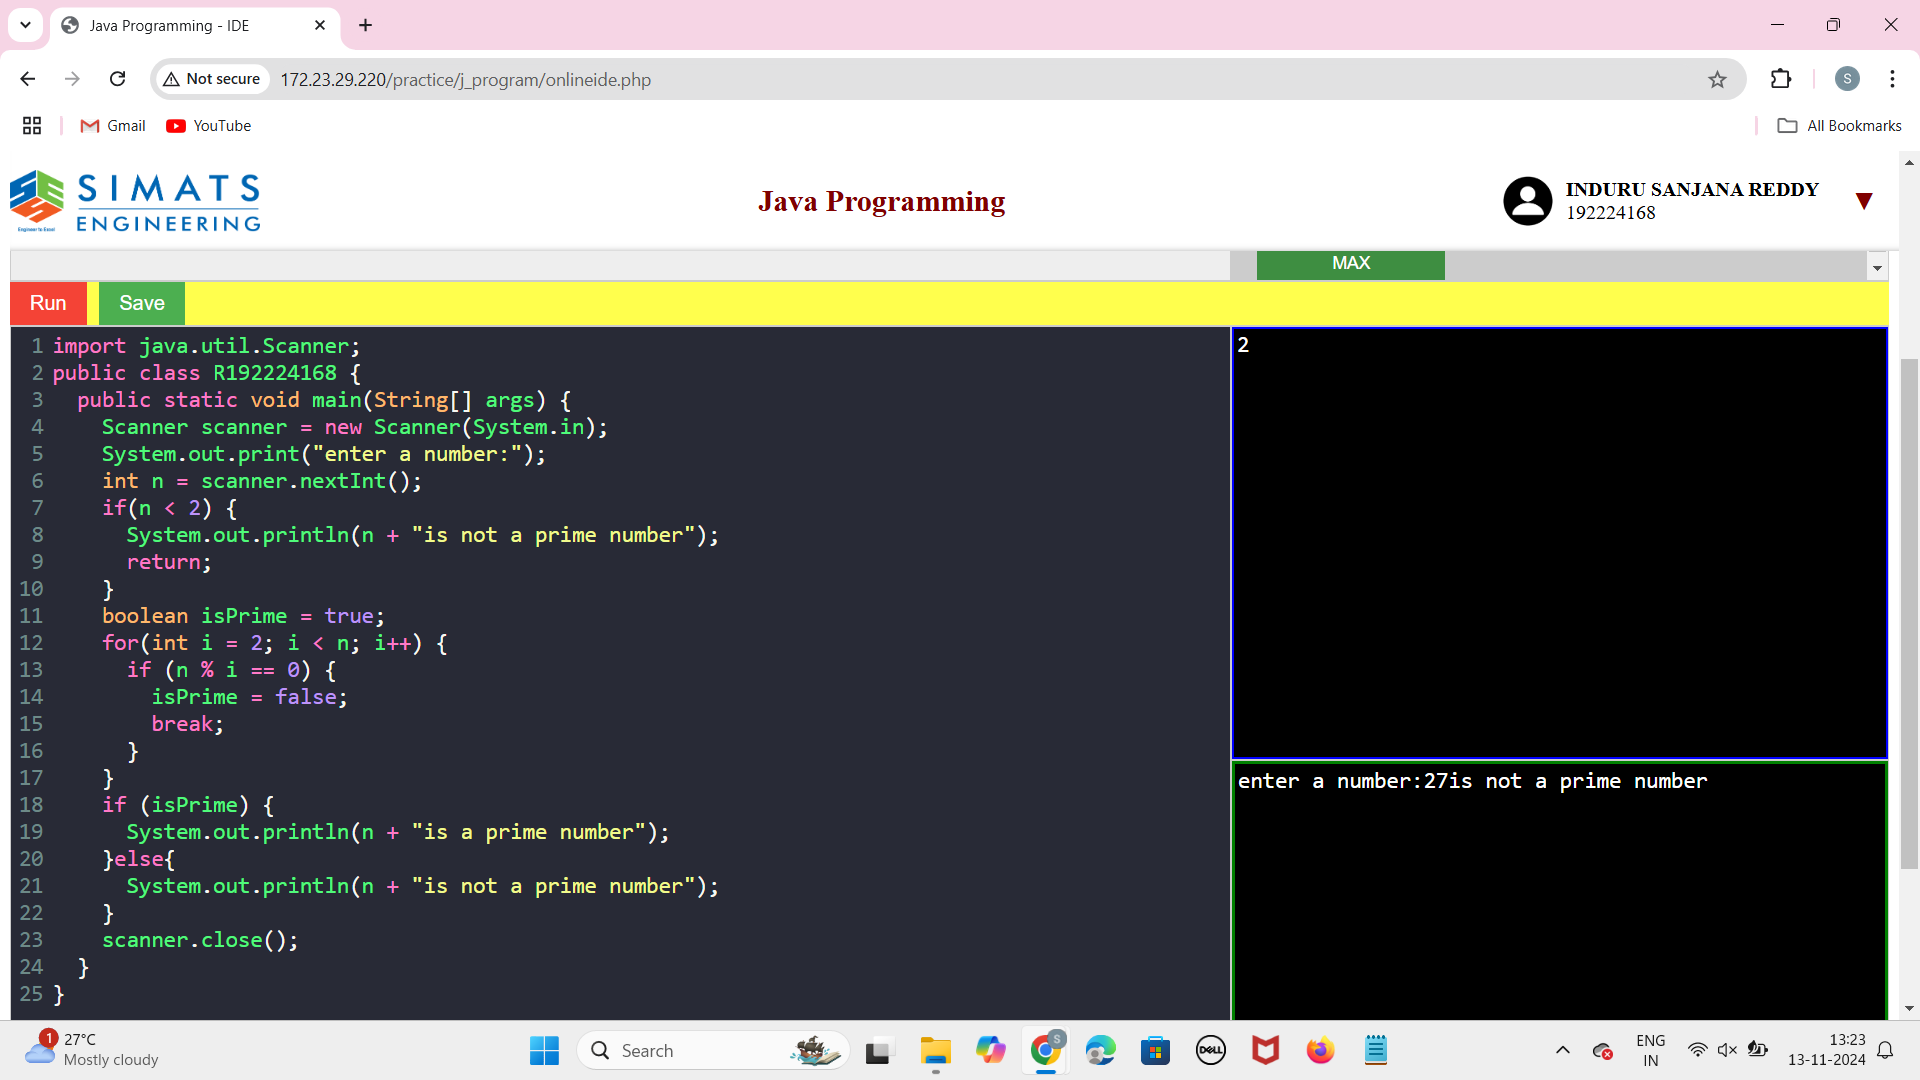 Java Programming - IDE
Not secure
172.23.29.220/practice/j_program/onlineide.php
S
Gmail
YouTube
All Bookmarks
SIMATS
ENGINEERING
Engineer to Excel
Java Programming
INDURU SANJANA REDDY
192224168
MAX
Run
Save
1 import java.util.Scanner;
2 public class R192224168 {
3 public static void main(String[] args) {
4 Scanner scanner = new Scanner(System.in);
5 System.out.print("enter a number:");
6 int n = scanner.nextInt();
7 if(n < 2) {
8 System.out.println(n + "is not a prime number");
9 return;
10 }
11 boolean isPrime = true;
12 for(int i = 2; i < n; i++) {
13 if (n % i == 0) {
14 isPrime = false;
15 break;
16 }
17 }
18 if (isPrime) {
19 System.out.println(n + "is a prime number");
20 }else{
21 System.out.println(n + "is not a prime number");
22 }
23 scanner.close();
24 }
25 }
2
enter a number:27is not a prime number
1
27°C
Mostly cloudy
Search
S
DELL
ENG
IN
13:23
13-11-2024